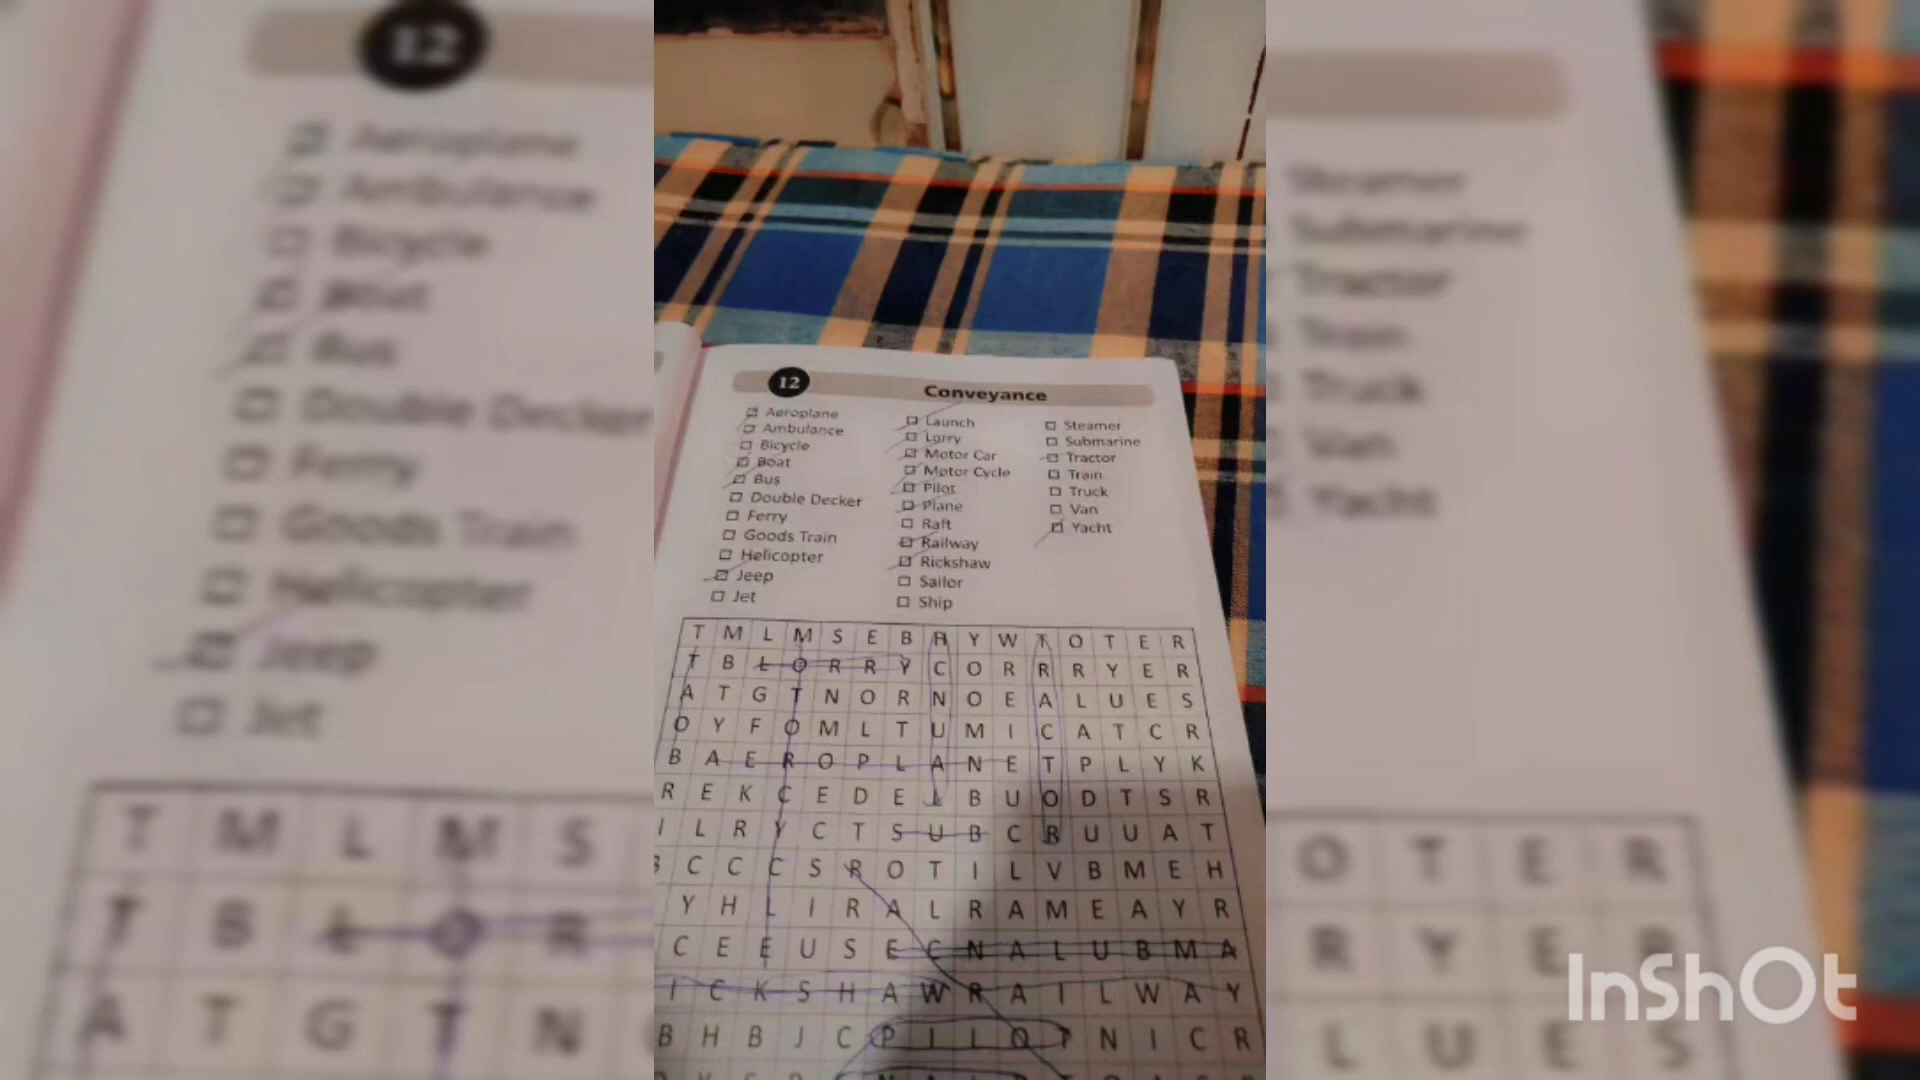 12
Conveyance
Aeroplane
Ambulance
Bicycle
Boat
Bus
Double Decker
Ferry
Goods Train
Helicopter
Jeep
Jet
Launch
Lorry
Motor Car
Motor Cycle
Pilot
Plane
Raft
Railway
Rickshaw
Sailor
Ship
Steamer
Submarine
Tractor
Train
Truck
Van
Yacht
T M L M S E B H Y W T O T E R
T B L O R R Y C O R R R Y E R
A T G T N O R N O E A L U E S
O Y F O M L T U M I C A T C R
B A E R O P L A N E T P L Y K
R E K C E D E L B U O D T S R
I L R Y C T S U B C R U U A T
B C C C S R O T I L V B M E H
Y H L I R A L R A M E A Y R
C E E U S E C N A L U B M A
I C K S H A W R A I L W A Y
B H B J C P I L O T N I C R
InShOt